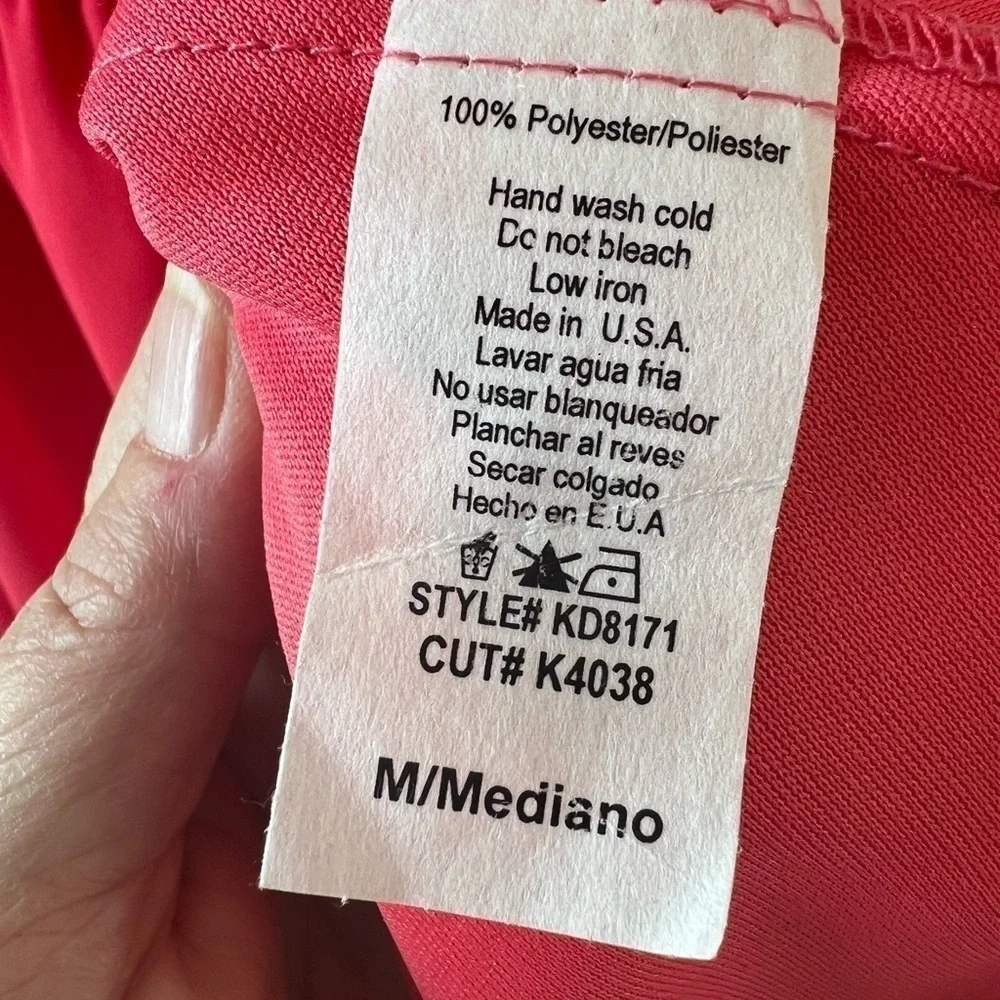 100% Polyester/Poliester
Hand wash cold
Do not bleach
Low iron
Made in U.S.A.
Lavar agua fria
No usar blanqueador
Planchar al reves
Secar colgado
Hecho en E.U.A
STYLE# KD8171
CUT# K4038
M/Mediano